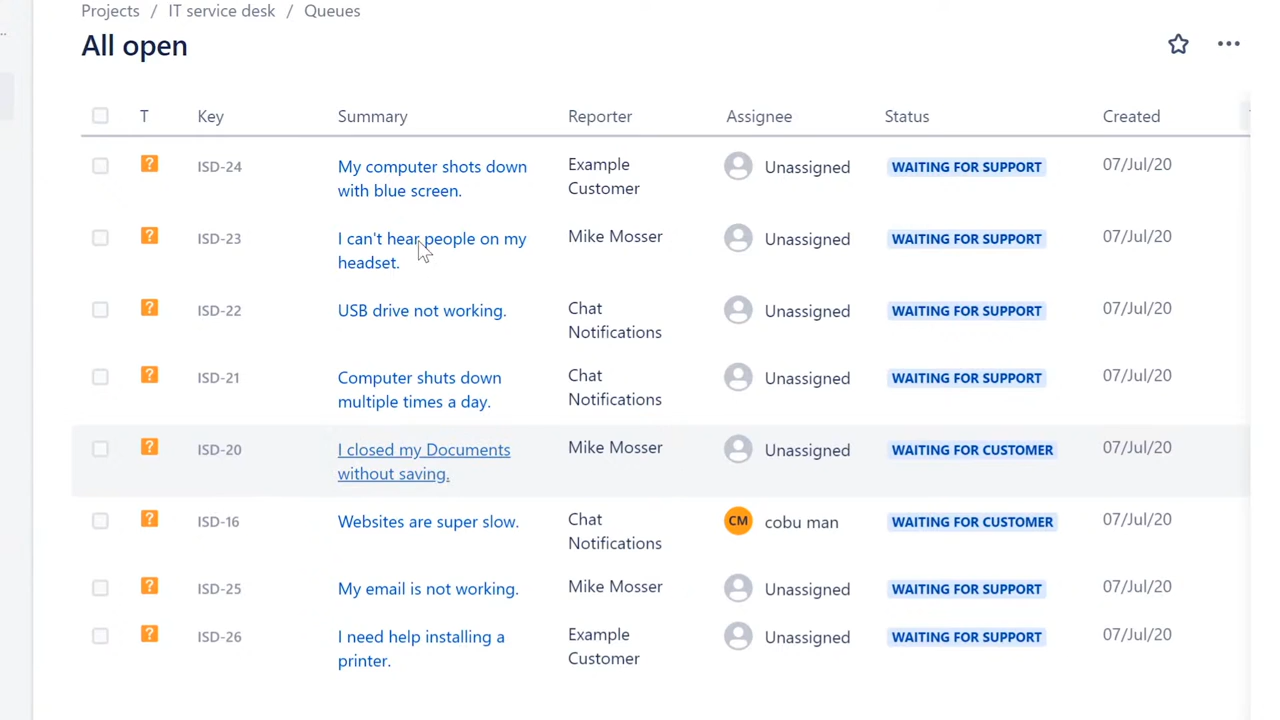 Projects / IT service desk / Queues
All open
T Key Summary Reporter Assignee Status Created
ISD-24 My computer shots down with blue screen. Example Customer Unassigned WAITING FOR SUPPORT 07/Jul/20
ISD-23 I can't hear people on my headset. Mike Mosser Unassigned WAITING FOR SUPPORT 07/Jul/20
ISD-22 USB drive not working. Chat Notifications Unassigned WAITING FOR SUPPORT 07/Jul/20
ISD-21 Computer shuts down multiple times a day. Chat Notifications Unassigned WAITING FOR SUPPORT 07/Jul/20
ISD-20 I closed my Documents without saving. Mike Mosser Unassigned WAITING FOR CUSTOMER 07/Jul/20
ISD-16 Websites are super slow. Chat Notifications CM cobu man WAITING FOR CUSTOMER 07/Jul/20
ISD-25 My email is not working. Mike Mosser Unassigned WAITING FOR SUPPORT 07/Jul/20
ISD-26 I need help installing a printer. Example Customer Unassigned WAITING FOR SUPPORT 07/Jul/20